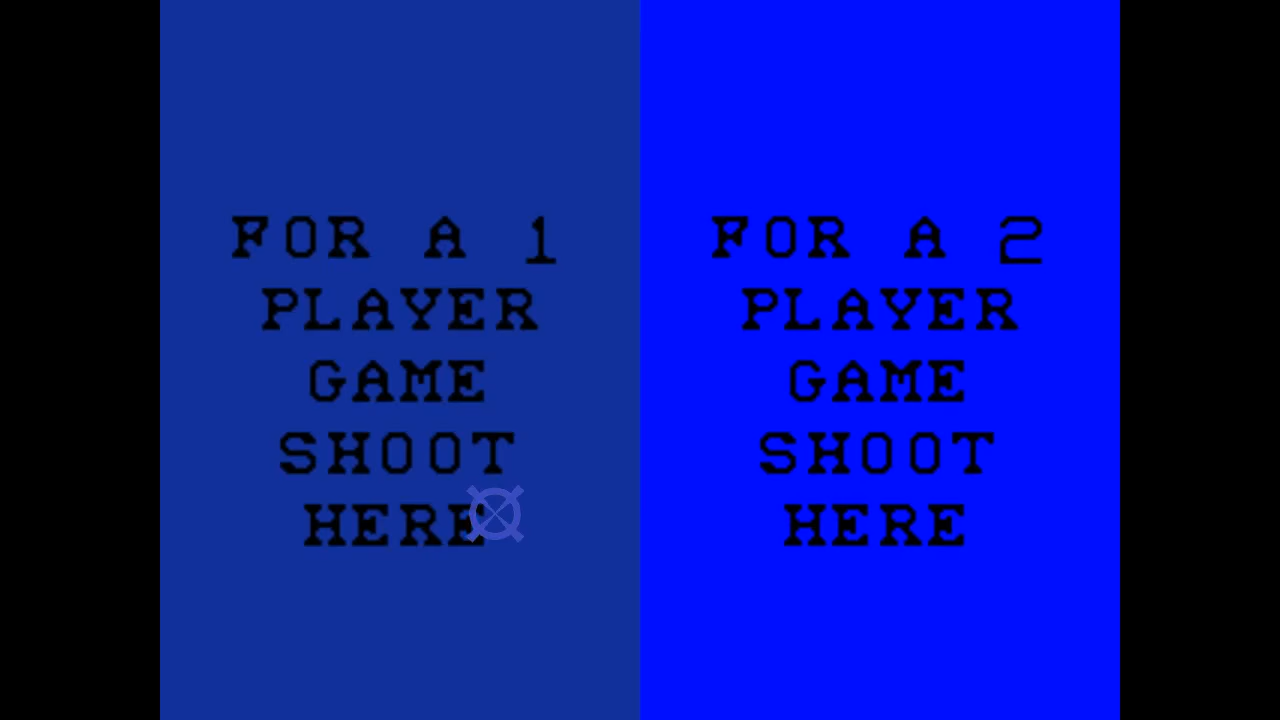 FOR A 1
PLAYER
GAME
SHOOT
HERE
FOR A 2
PLAYER
GAME
SHOOT
HERE